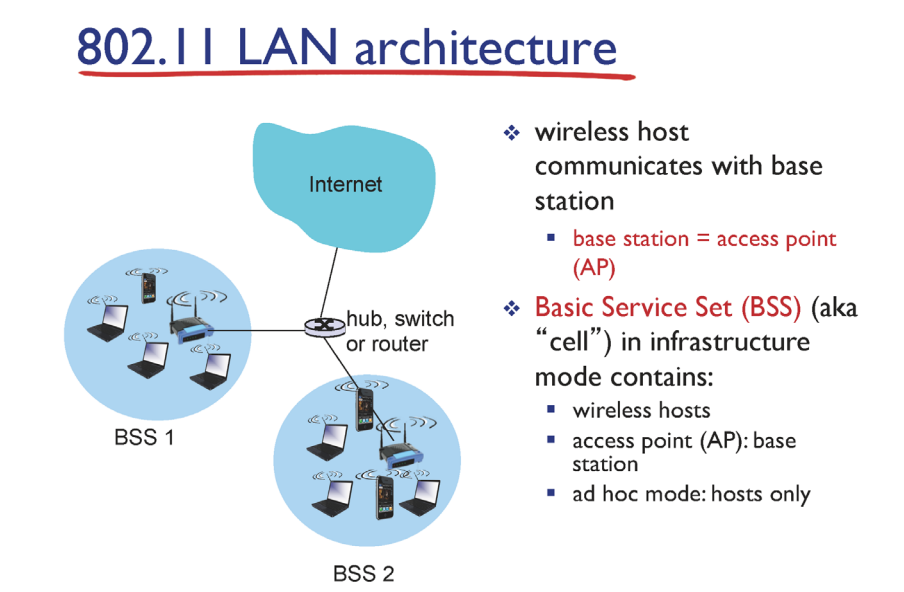 802.11 LAN architecture
Internet
hub, switch
or router
BSS 1
BSS 2
❖ wireless host
communicates with base
station
▪ base station = access point
(AP)
❖ Basic Service Set (BSS) (aka
“cell”) in infrastructure
mode contains:
▪ wireless hosts
▪ access point (AP): base
station
▪ ad hoc mode: hosts only